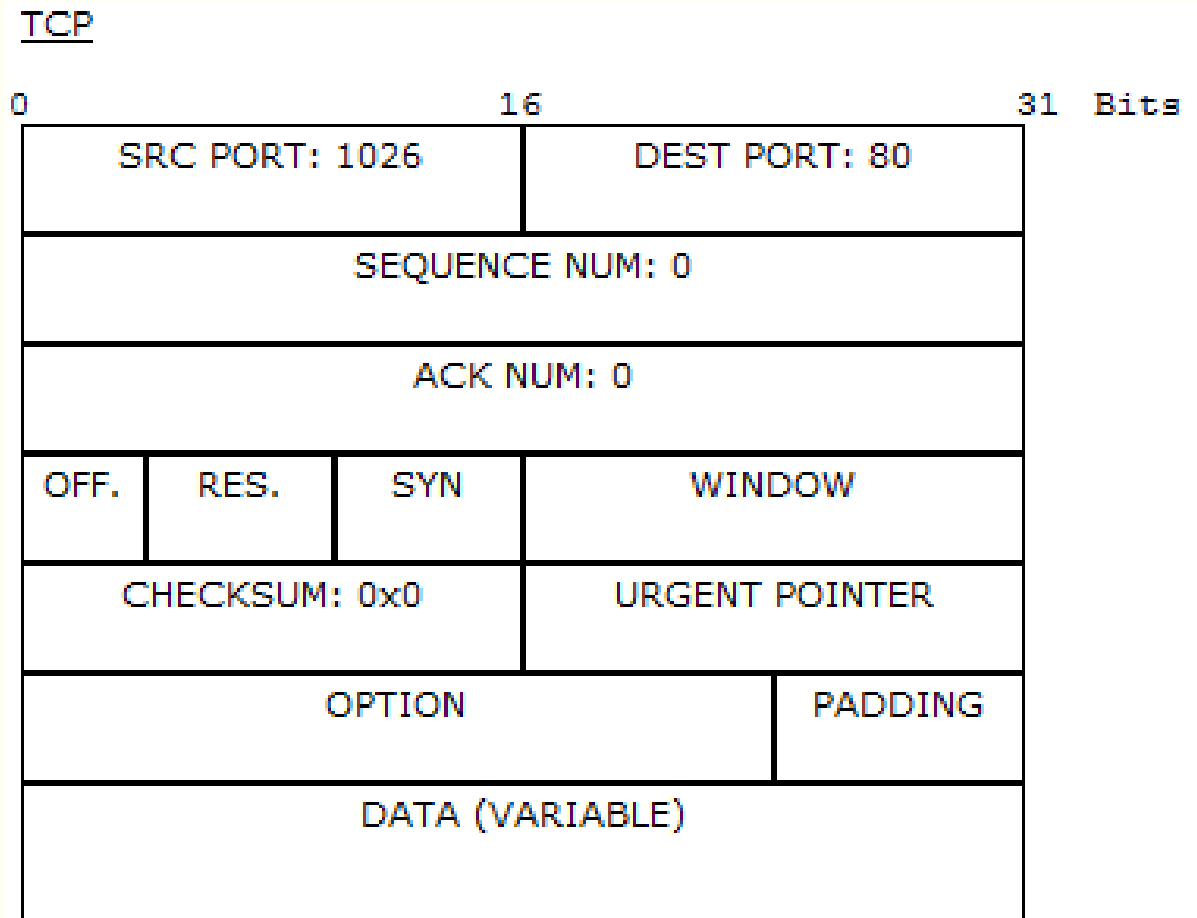 TCP
0 16 31 Bits
SRC PORT: 1026 DEST PORT: 80
SEQUENCE NUM: 0
ACK NUM: 0
OFF. RES. SYN WINDOW
CHECKSUM: 0x0 URGENT POINTER
OPTION PADDING
DATA (VARIABLE)